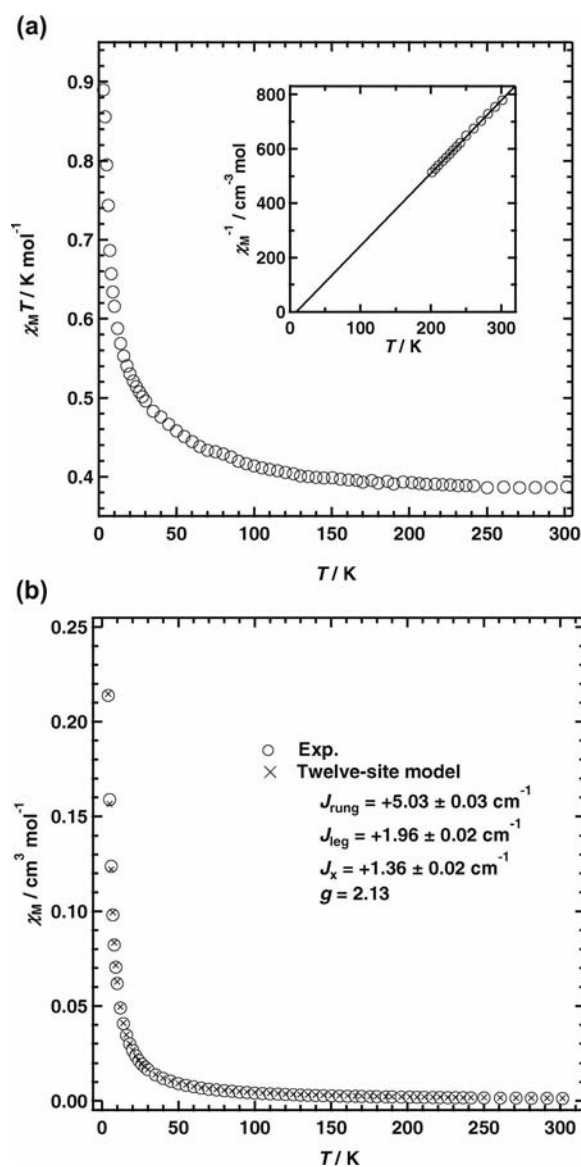 (a)
0.9
0.8
0.7
0.6
0.5
0.4
χMT / K mol⁻¹
0 50 100 150 200 250 300
T / K
800
600
400
200
0
χM⁻¹ / cm⁻³ mol
0 100 200 300
T / K
(b)
0.25
0.20
0.15
0.10
0.05
0.00
χM / cm³ mol⁻¹
Exp.
Twelve-site model
Jrung = +5.03 ± 0.03 cm⁻¹
Jleg = +1.96 ± 0.02 cm⁻¹
Jx = +1.36 ± 0.02 cm⁻¹
g = 2.13
0 50 100 150 200 250 300
T / K